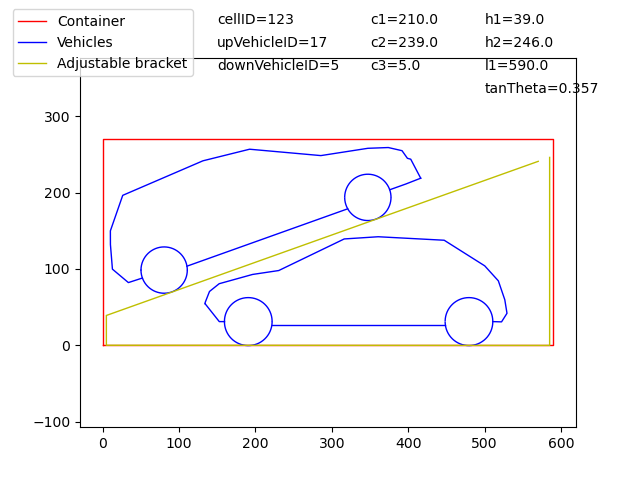 Container
Vehicles
Adjustable bracket
cellID=123
upVehicleID=17
downVehicleID=5
c1=210.0
c2=239.0
c3=5.0
h1=39.0
h2=246.0
l1=590.0
tanTheta=0.357
300
200
100
0
−100
0 100 200 300 400 500 600